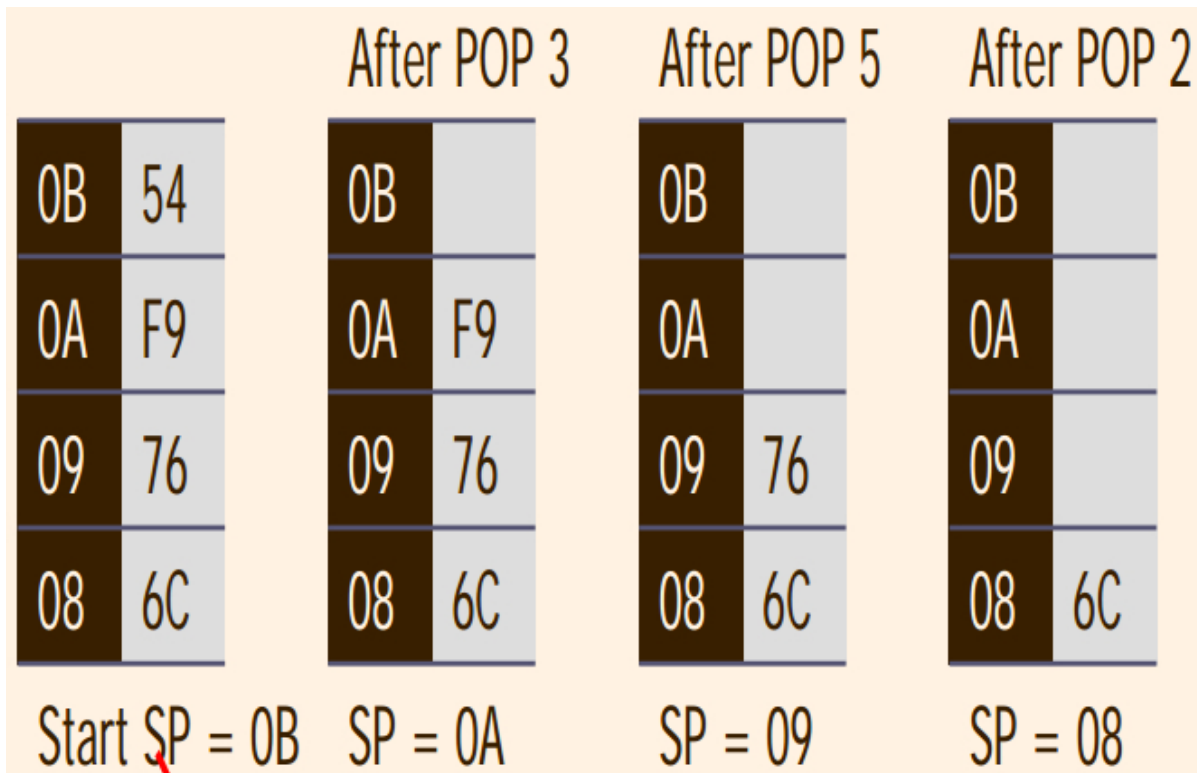 After POP 3 After POP 5 After POP 2
0B 54 0B 0B 0B
0A F9 0A F9 0A 0A
09 76 09 76 09 76 09
08 6C 08 6C 08 6C 08 6C
Start SP = 0B SP = 0A SP = 09 SP = 08